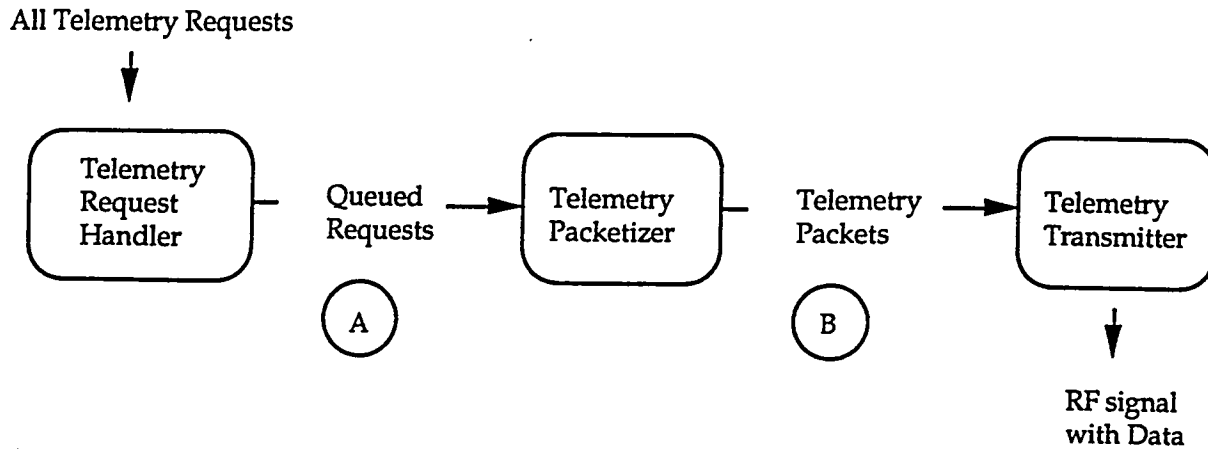 All Telemetry Requests
Telemetry
Request
Handler
Queued
Requests
Telemetry
Packetizer
Telemetry
Packets
Telemetry
Transmitter
A
B
RF signal
with Data